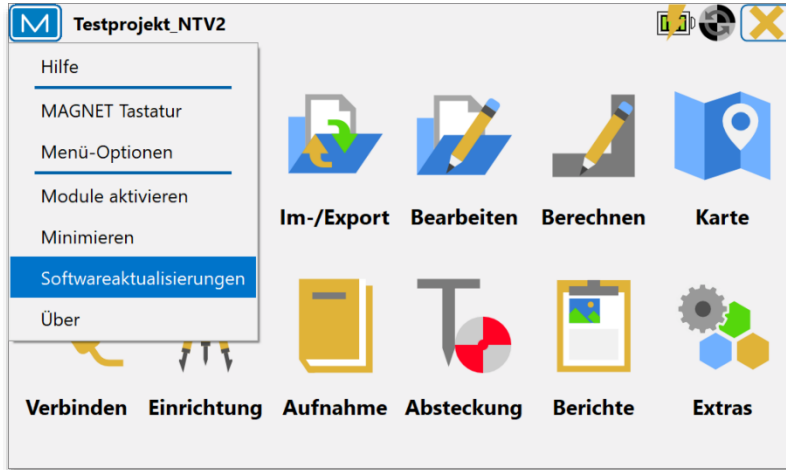 Testprojekt_NTV2
Hilfe
MAGNET Tastatur
Menü-Optionen
Module aktivieren
Minimieren
Softwareaktualisierungen
Über
Im-/Export Bearbeiten Berechnen Karte
Verbinden Einrichtung Aufnahme Absteckung Berichte Extras